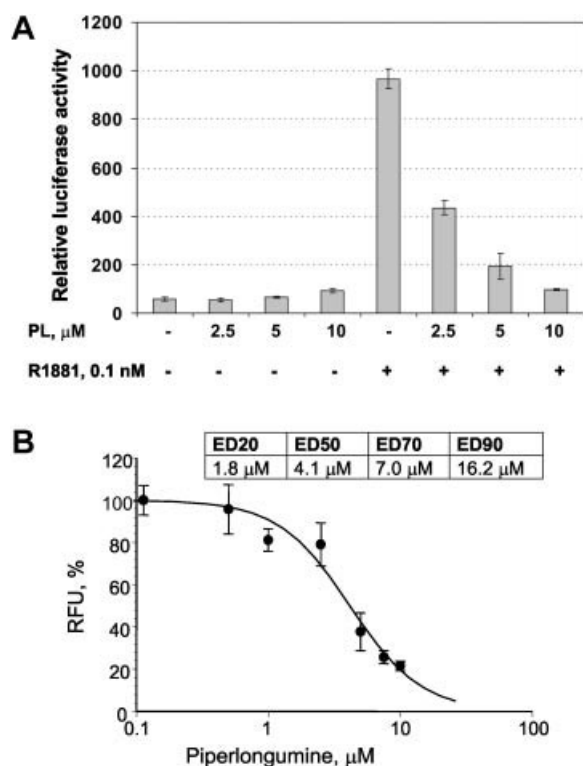 A
1200
1000
800
600
400
200
0
Relative luciferase activity
PL, μM - 2.5 5 10 - 2.5 5 10
R1881, 0.1 nM - - - - + + + +
B
ED20 ED50 ED70 ED90
1.8 μM 4.1 μM 7.0 μM 16.2 μM
120
100
80
60
40
20
0
RFU, %
0.1 1 10 100
Piperlongumine, μM